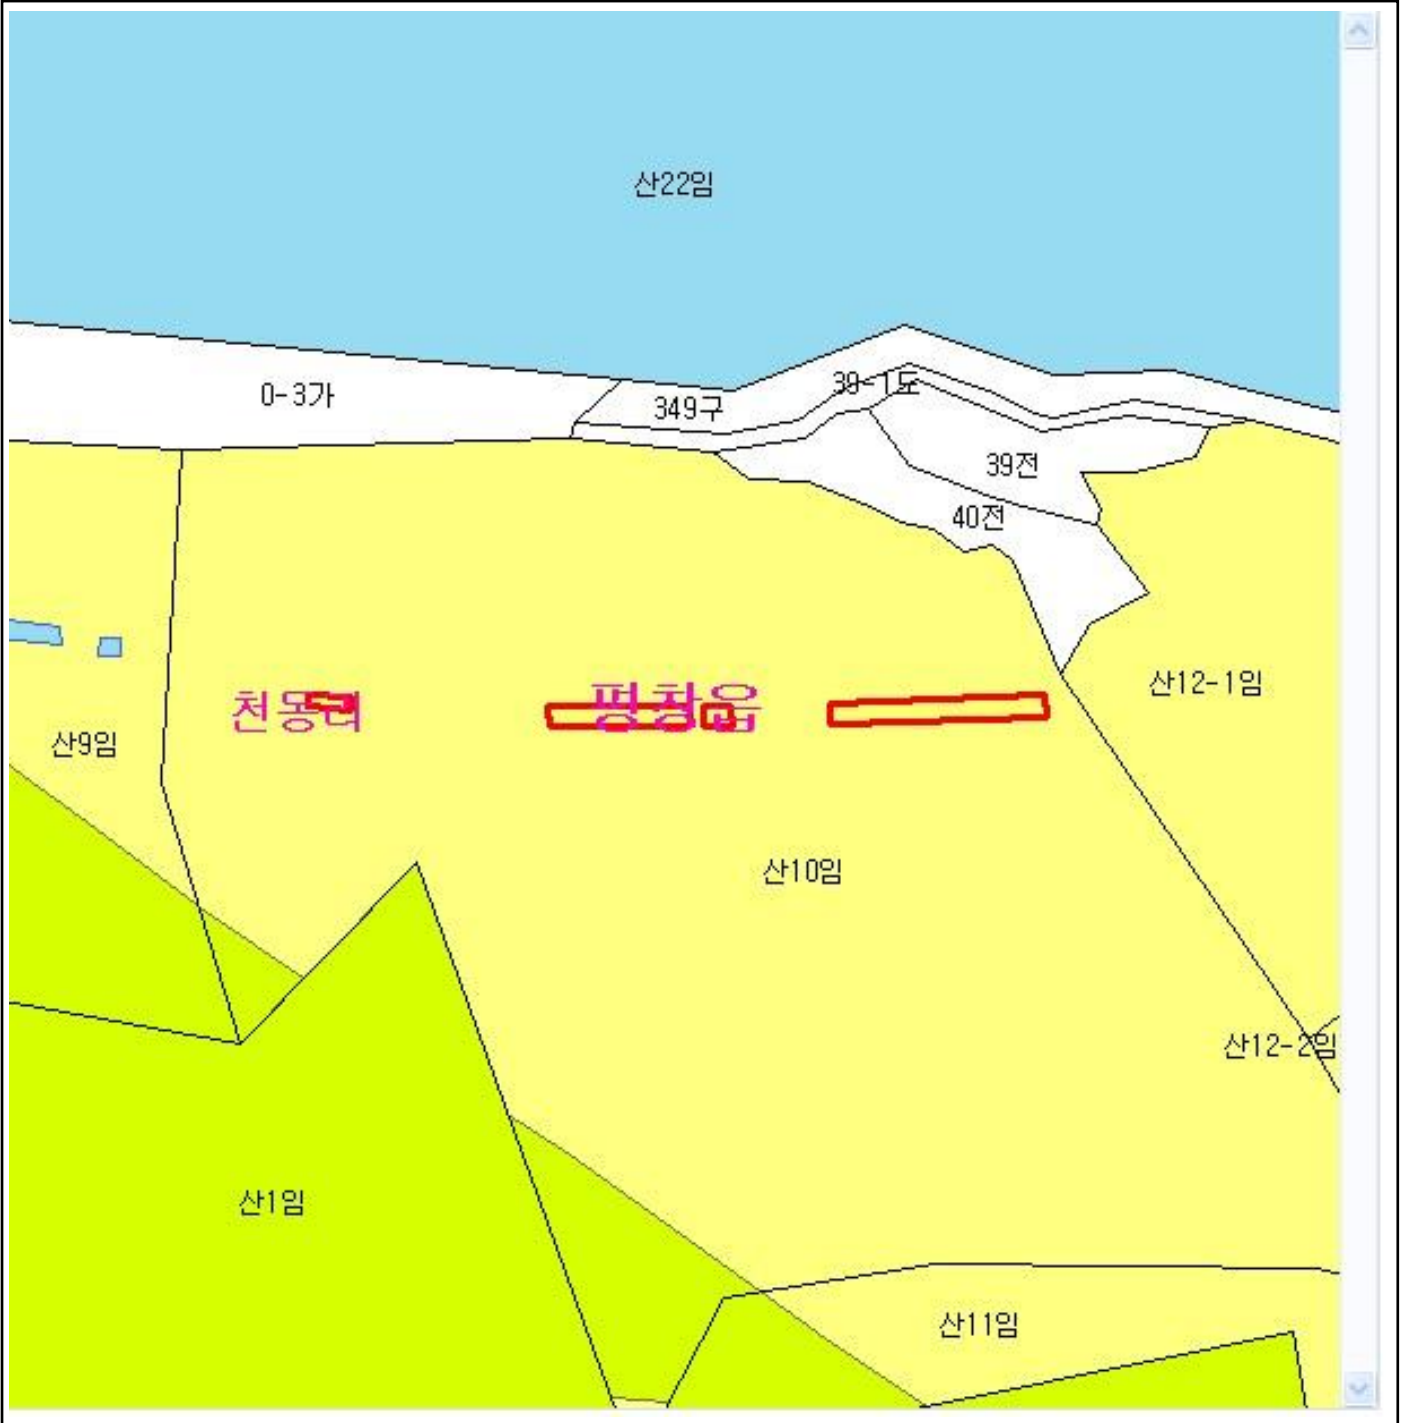 산22임
0-3가
349구
39-1도
39전
40전
산12-1임
천동리
평창읍
산9임
산10임
산12-2임
산1임
산11임